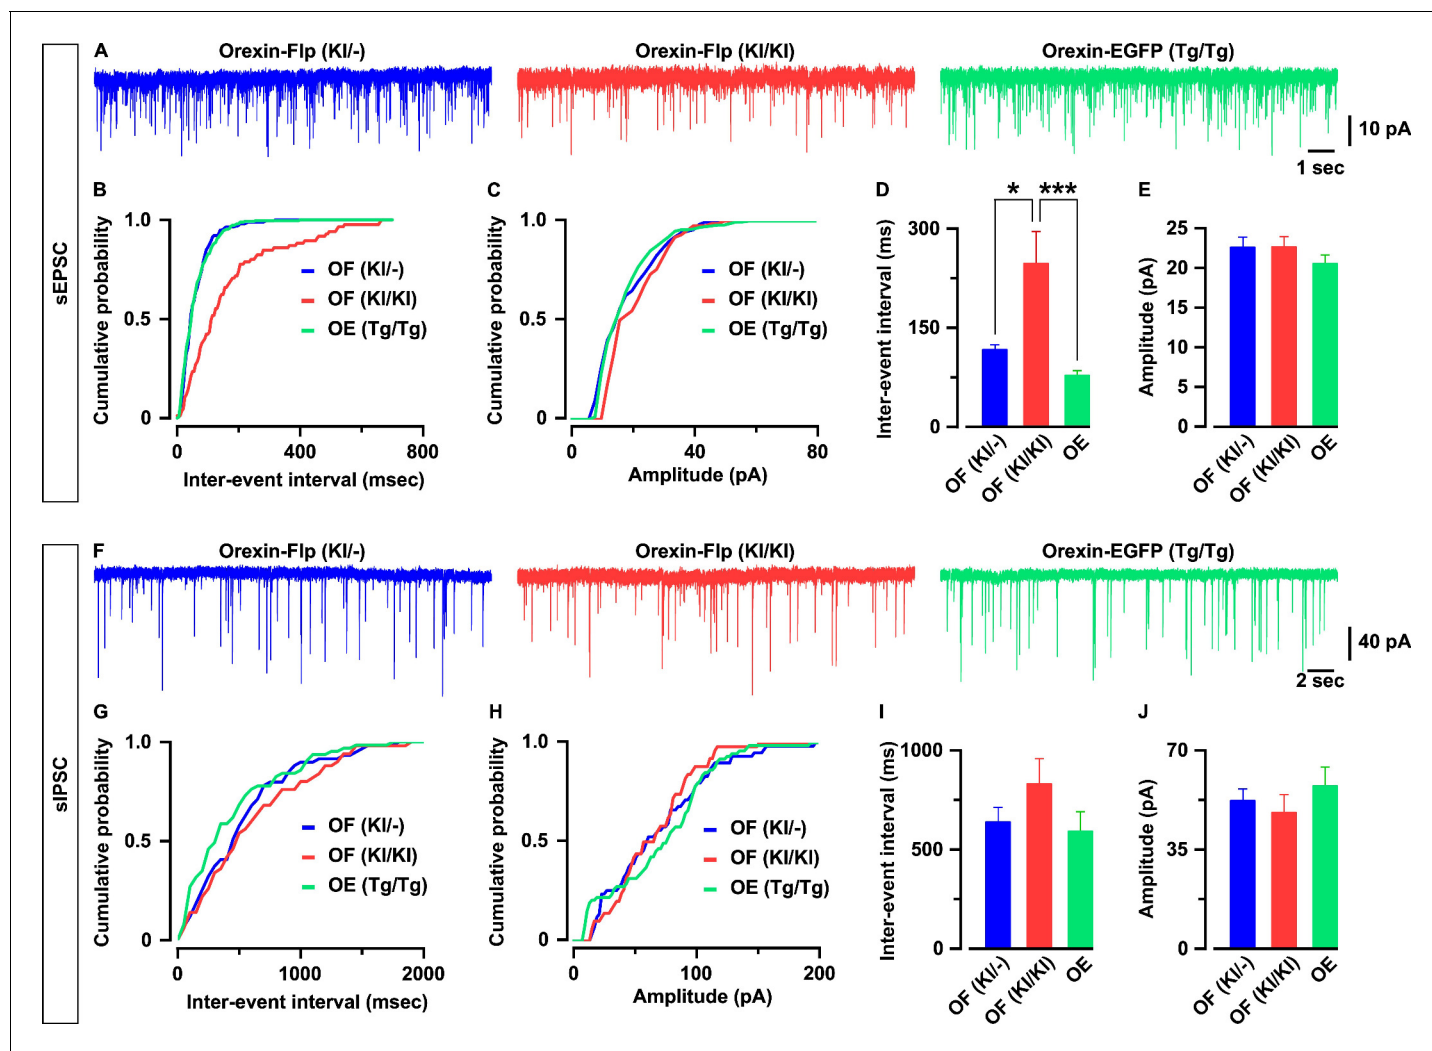 sEPSC
A
Orexin-Flp (KI/-)
Orexin-Flp (KI/KI)
Orexin-EGFP (Tg/Tg)
10 pA
1 sec
B
Cumulative probability
1.0
0.5
0
0
400
800
Inter-event interval (msec)
OF (KI/-)
OF (KI/KI)
OE (Tg/Tg)
C
Cumulative probability
1.0
0.5
0
0
40
80
Amplitude (pA)
OF (KI/-)
OF (KI/KI)
OE (Tg/Tg)
D
Inter-event interval (ms)
300
150
0
*
***
OF (KI/-)
OF (KI/KI)
OE
E
Amplitude (pA)
25
20
15
10
5
0
OF (KI/-)
OF (KI/KI)
OE
sIPSC
F
Orexin-Flp (KI/-)
Orexin-Flp (KI/KI)
Orexin-EGFP (Tg/Tg)
40 pA
2 sec
G
Cumulative probability
1.0
0.5
0
0
1000
2000
Inter-event interval (msec)
OF (KI/-)
OF (KI/KI)
OE (Tg/Tg)
H
Cumulative probability
1.0
0.5
0
0
100
200
Amplitude (pA)
OF (KI/-)
OF (KI/KI)
OE (Tg/Tg)
I
Inter-event interval (ms)
1000
500
0
OF (KI/-)
OF (KI/KI)
OE
J
Amplitude (pA)
70
35
0
OF (KI/-)
OF (KI/KI)
OE